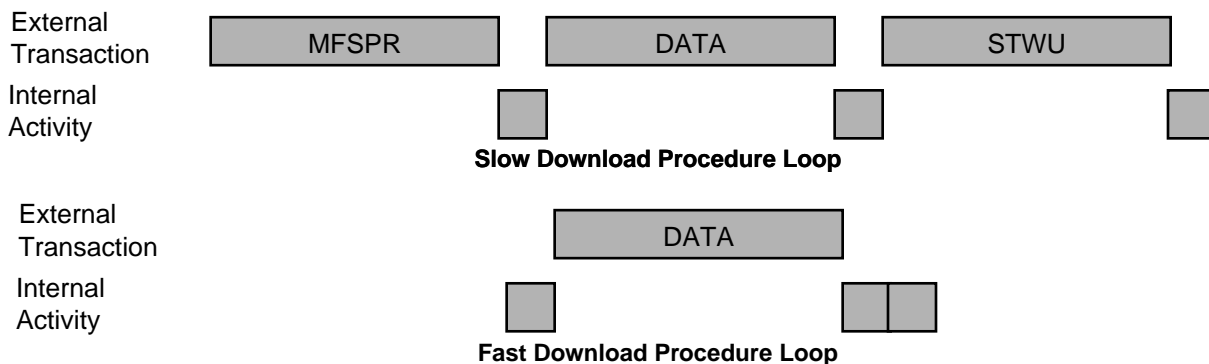 External
Transaction
MFSPR DATA STWU
Internal
Activity
Slow Download Procedure Loop
External
Transaction
DATA
Internal
Activity
Fast Download Procedure Loop